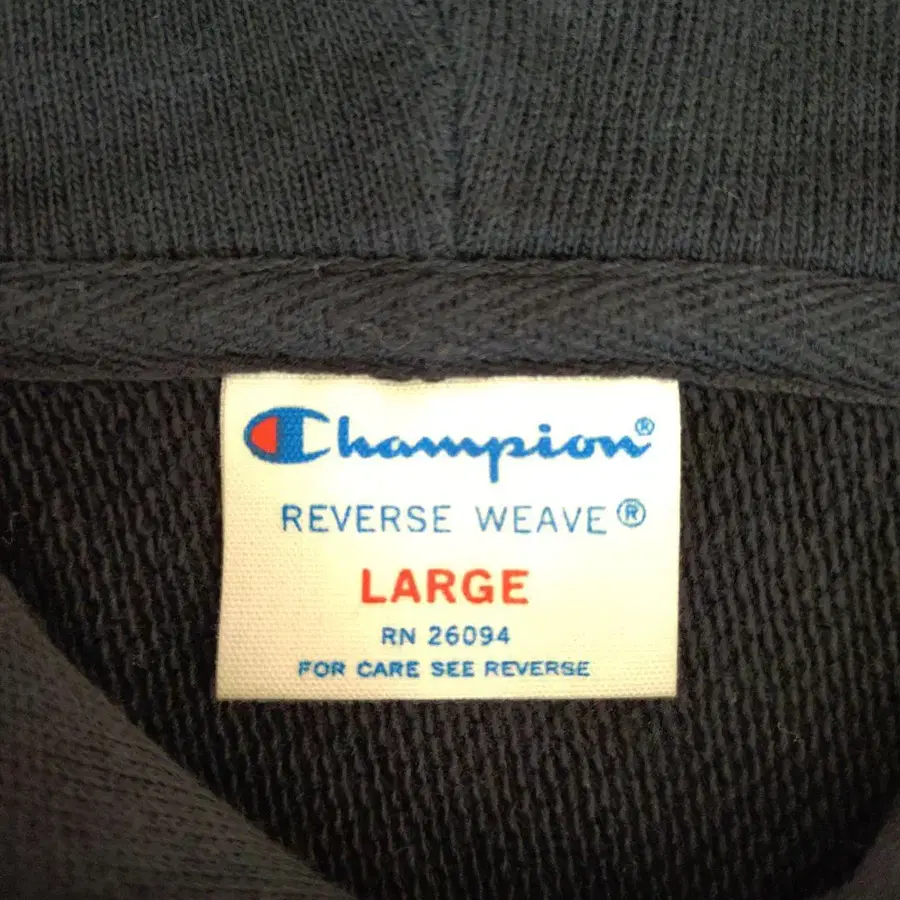 Champion®
REVERSE WEAVE®
LARGE
RN 26094
FOR CARE SEE REVERSE